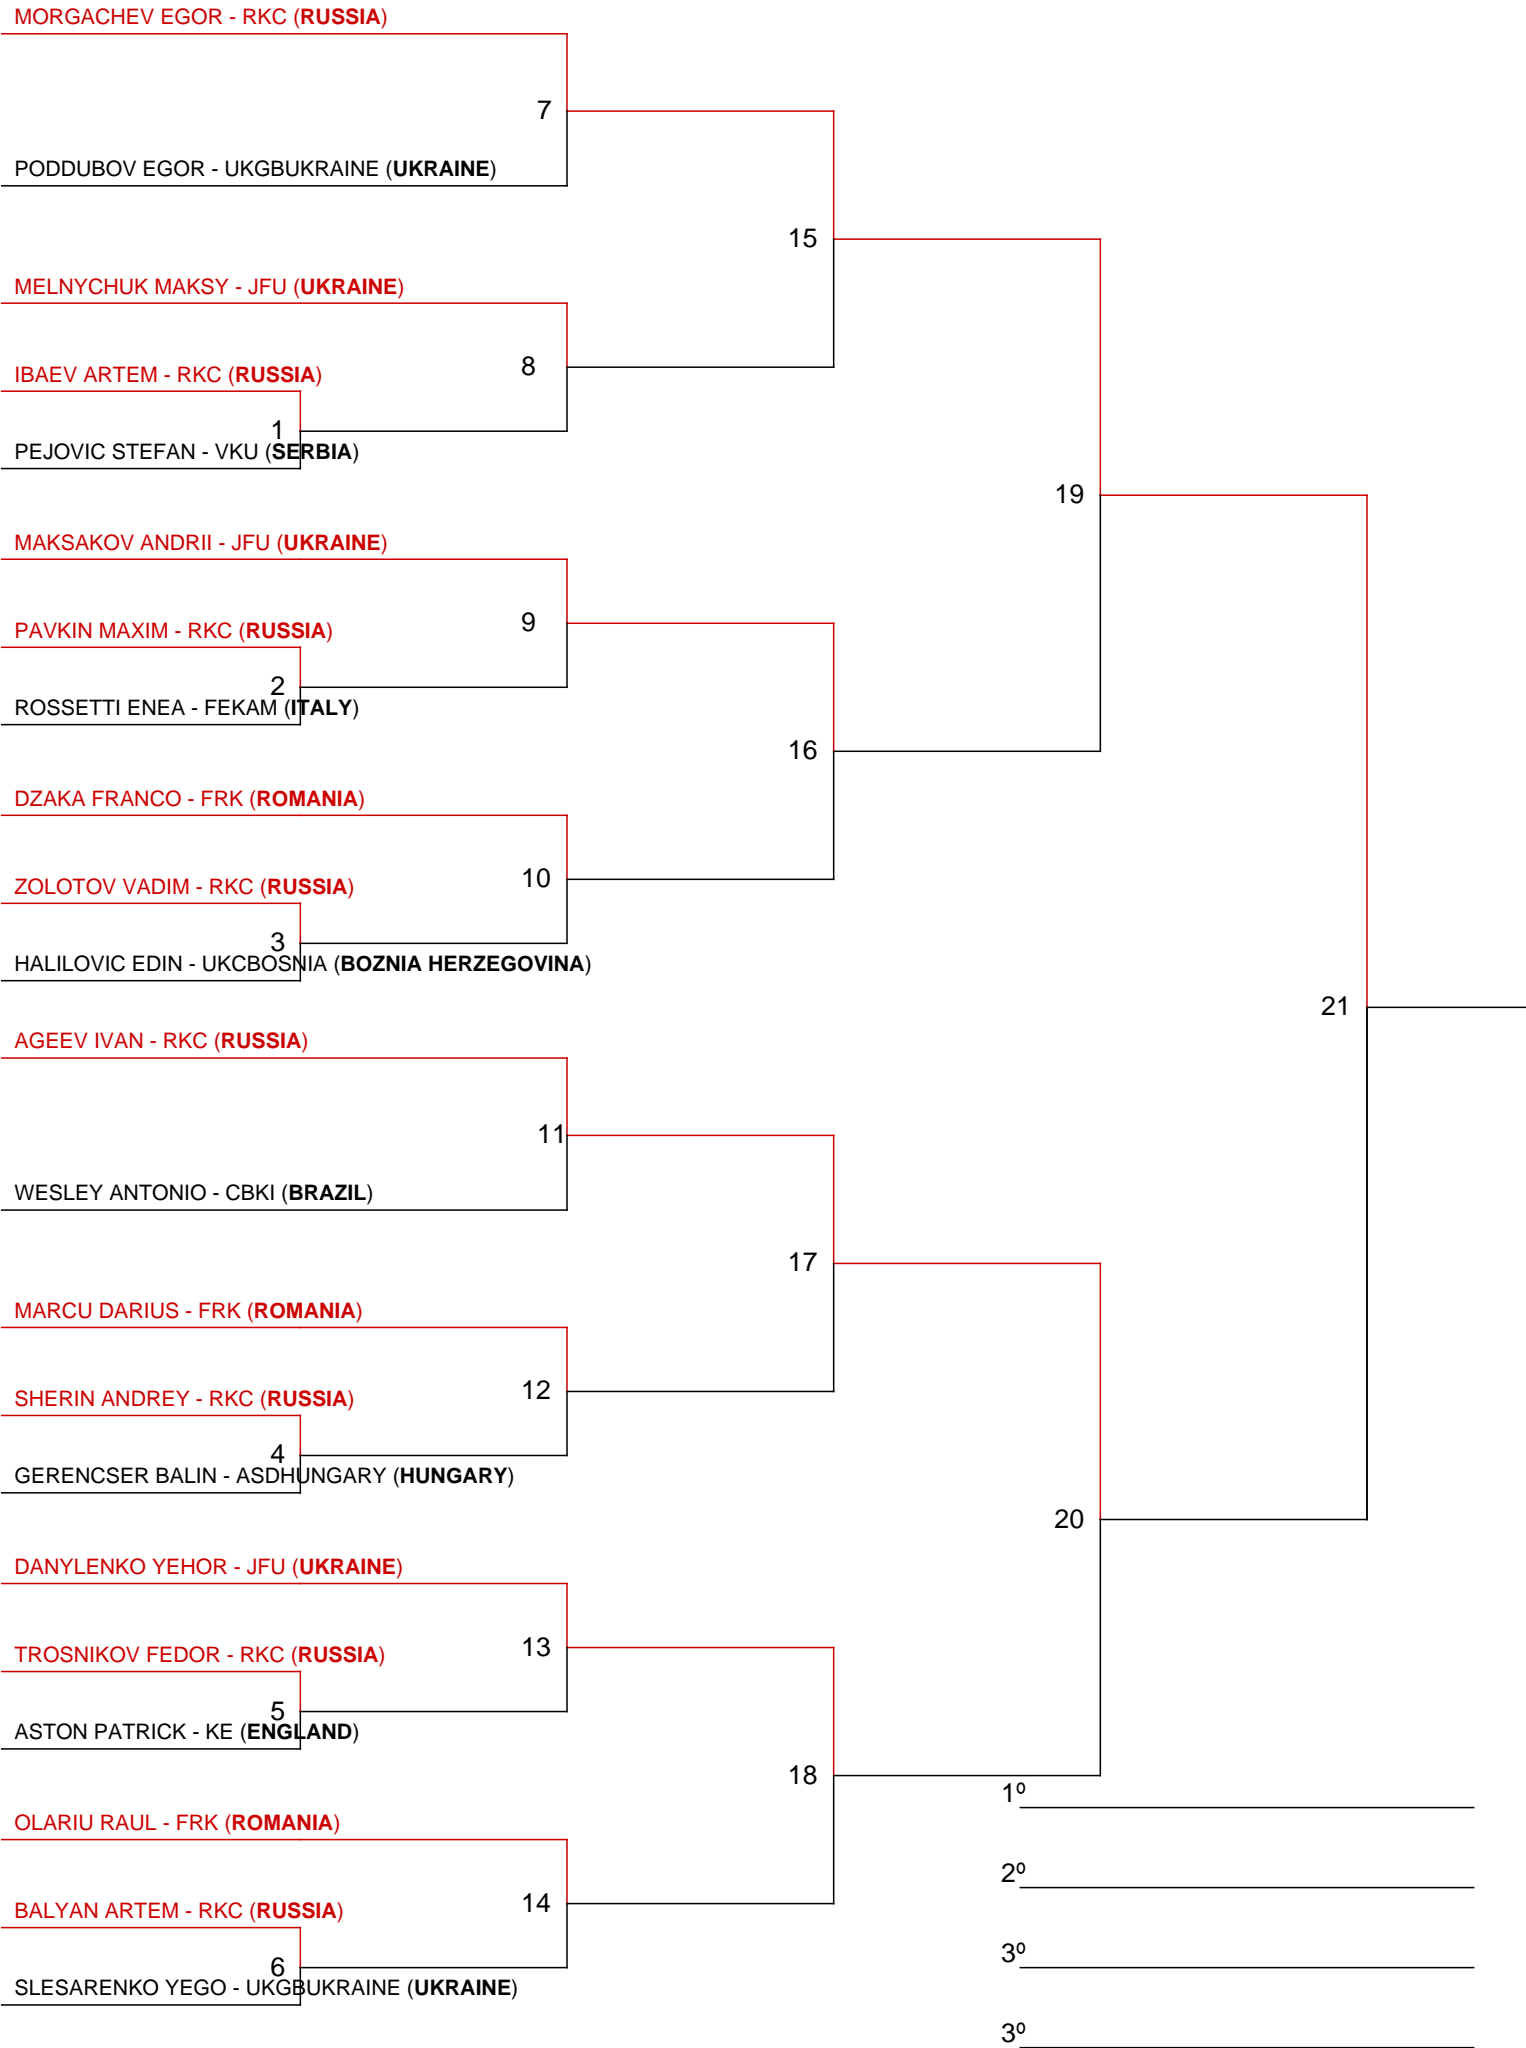 MORGACHEV EGOR - RKC (RUSSIA)
7
PODDUBOV EGOR - UKGBUKRAINE (UKRAINE)
15
MELNYCHUK MAKSY - JFU (UKRAINE)
8
IBAEV ARTEM - RKC (RUSSIA)
1
PEJOVIC STEFAN - VKU (SERBIA)
19
MAKSAKOV ANDRII - JFU (UKRAINE)
9
PAVKIN MAXIM - RKC (RUSSIA)
2
ROSSETTI ENEA - FEKAM (ITALY)
16
DZAKA FRANCO - FRK (ROMANIA)
10
ZOLOTOV VADIM - RKC (RUSSIA)
3
HALILOVIC EDIN - UKCBOSNIA (BOZNIA HERZEGOVINA)
21
AGEEV IVAN - RKC (RUSSIA)
11
WESLEY ANTONIO - CBKI (BRAZIL)
17
MARCU DARIUS - FRK (ROMANIA)
12
SHERIN ANDREY - RKC (RUSSIA)
4
GERENCSER BALIN - ASDHUNGARY (HUNGARY)
20
DANYLENKO YEHOR - JFU (UKRAINE)
13
TROSNIKOV FEDOR - RKC (RUSSIA)
5
ASTON PATRICK - KE (ENGLAND)
18
1º
OLARIU RAUL - FRK (ROMANIA)
2º
14
BALYAN ARTEM - RKC (RUSSIA)
3º
6
SLESARENKO YEGO - UKGBUKRAINE (UKRAINE)
3º